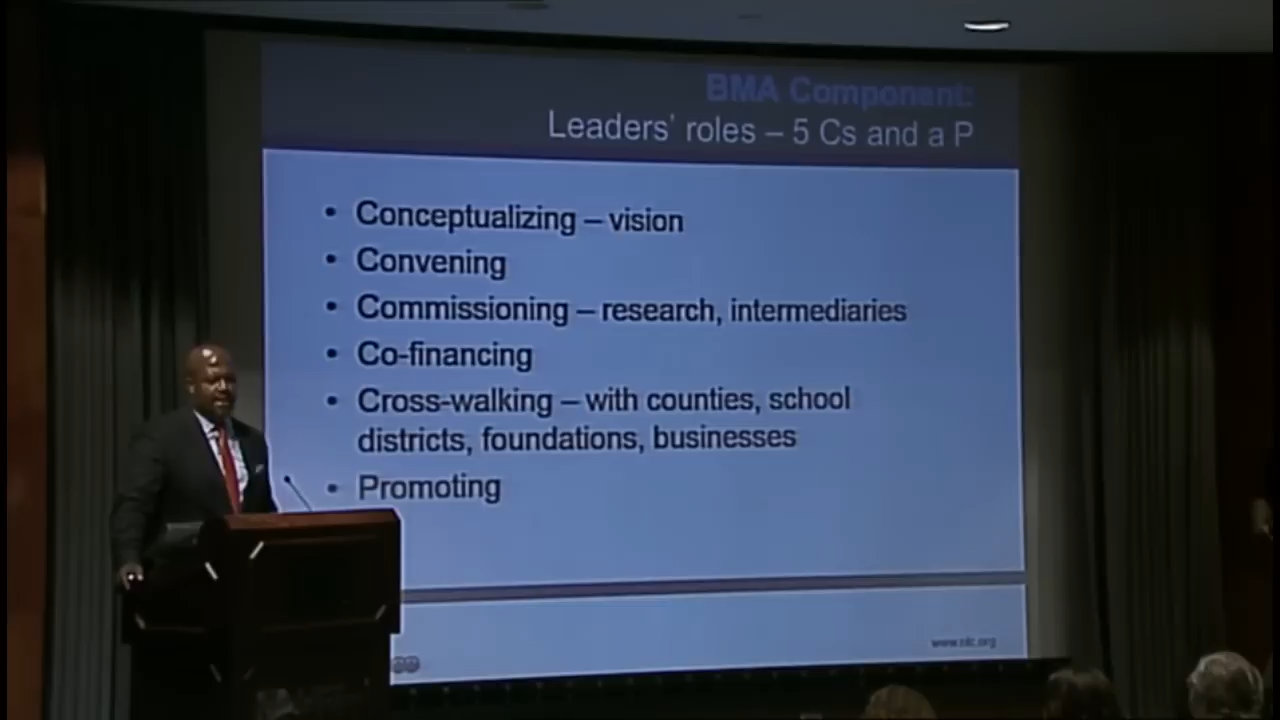 BMA Component:
Leaders' roles – 5 Cs and a P
• Conceptualizing – vision
• Convening
• Commissioning – research, intermediaries
• Co-financing
• Cross-walking – with counties, school
districts, foundations, businesses
• Promoting
www.nlc.org